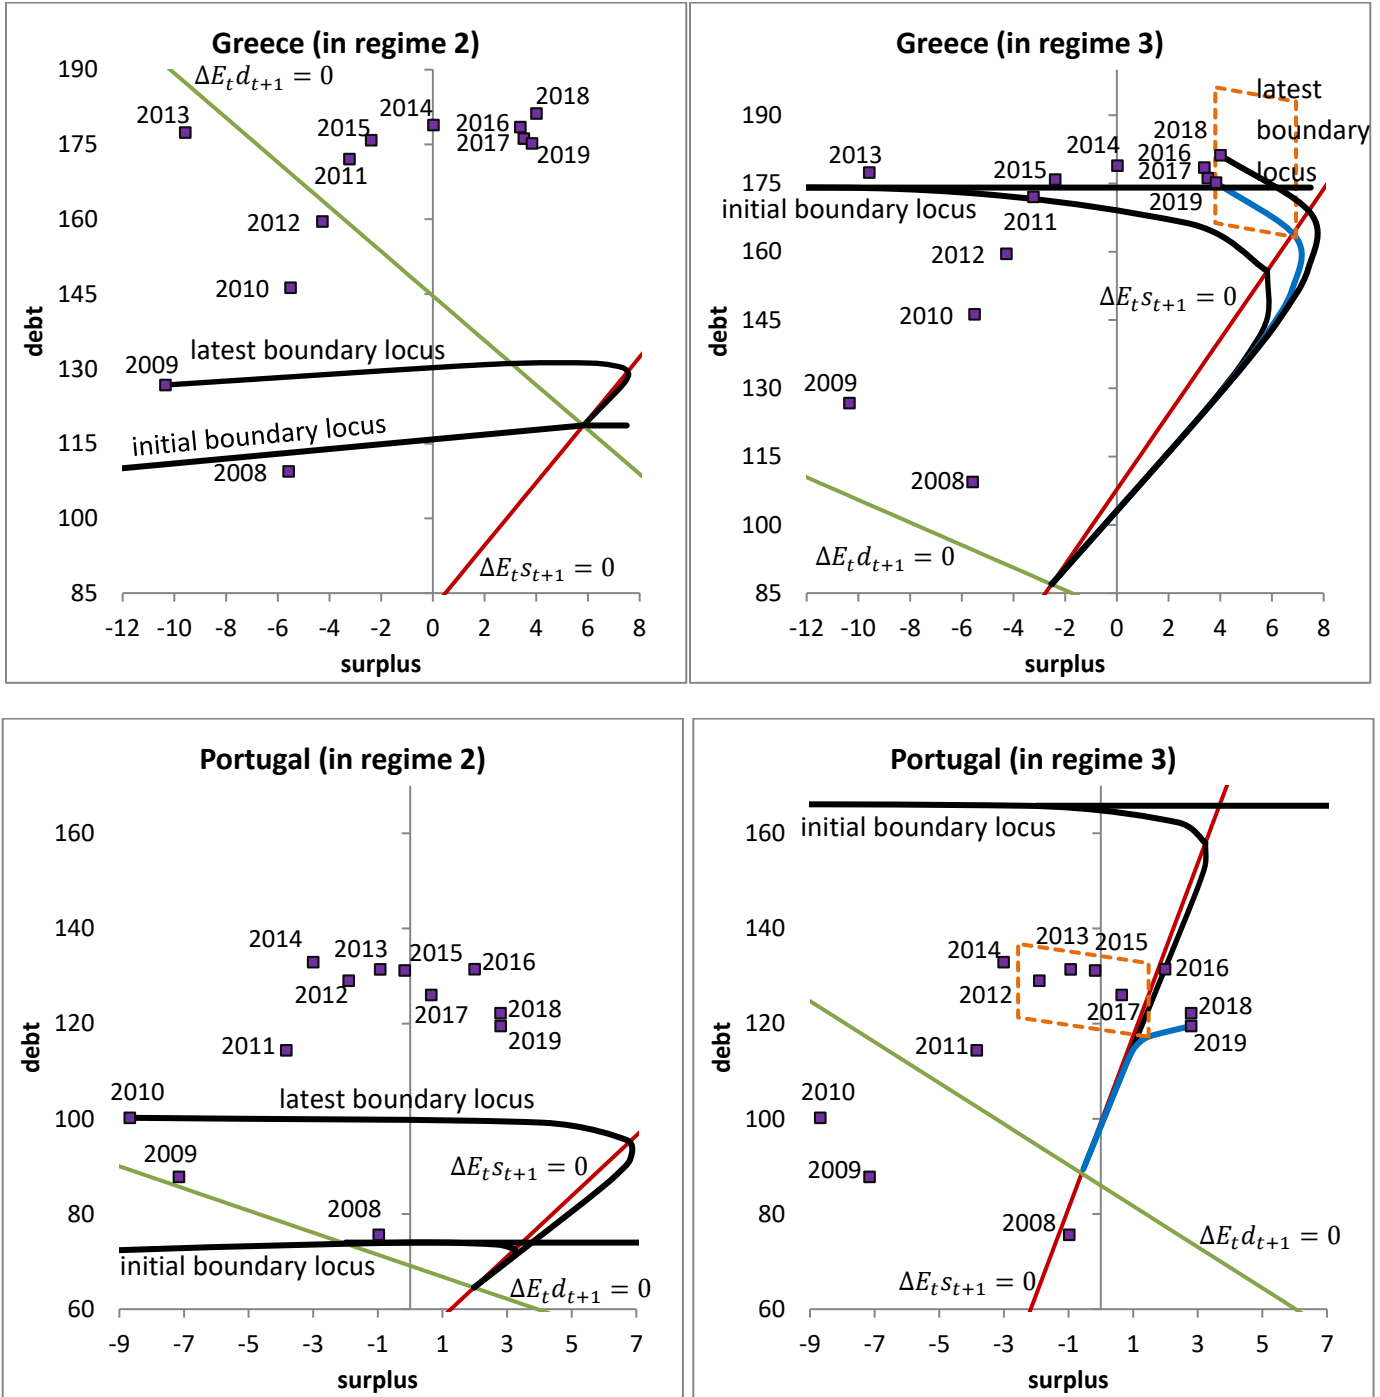 Greece (in regime 2)
190
175
160
145
130
115
100
85
debt
ΔE_t d_{t+1} = 0
2013
2015
2014
2011
2016
2017
2018
2019
2012
2010
2009
latest boundary locus
initial boundary locus
2008
ΔE_t s_{t+1} = 0
-12 -10 -8 -6 -4 -2 0 2 4 6 8
surplus
Greece (in regime 3)
190
175
160
145
130
115
100
85
debt
latest
boundary
locus
2013
2015
2014
2018
2016
2017
2019
initial boundary locus
2011
2012
2010
ΔE_t s_{t+1} = 0
2009
2008
ΔE_t d_{t+1} = 0
-12 -10 -8 -6 -4 -2 0 2 4 6 8
surplus
Portugal (in regime 2)
160
140
120
100
80
60
debt
2014
2013
2015
2016
2012
2017
2018
2019
2011
2010
latest boundary locus
2009
ΔE_t s_{t+1} = 0
2008
initial boundary locus
ΔE_t d_{t+1} = 0
-9 -7 -5 -3 -1 1 3 5 7
surplus
Portugal (in regime 3)
160
140
120
100
80
60
debt
initial boundary locus
2014
2013
2015
2016
2012
2017
2018
2019
2011
2010
2009
2008
ΔE_t d_{t+1} = 0
ΔE_t s_{t+1} = 0
-9 -7 -5 -3 -1 1 3 5 7
surplus